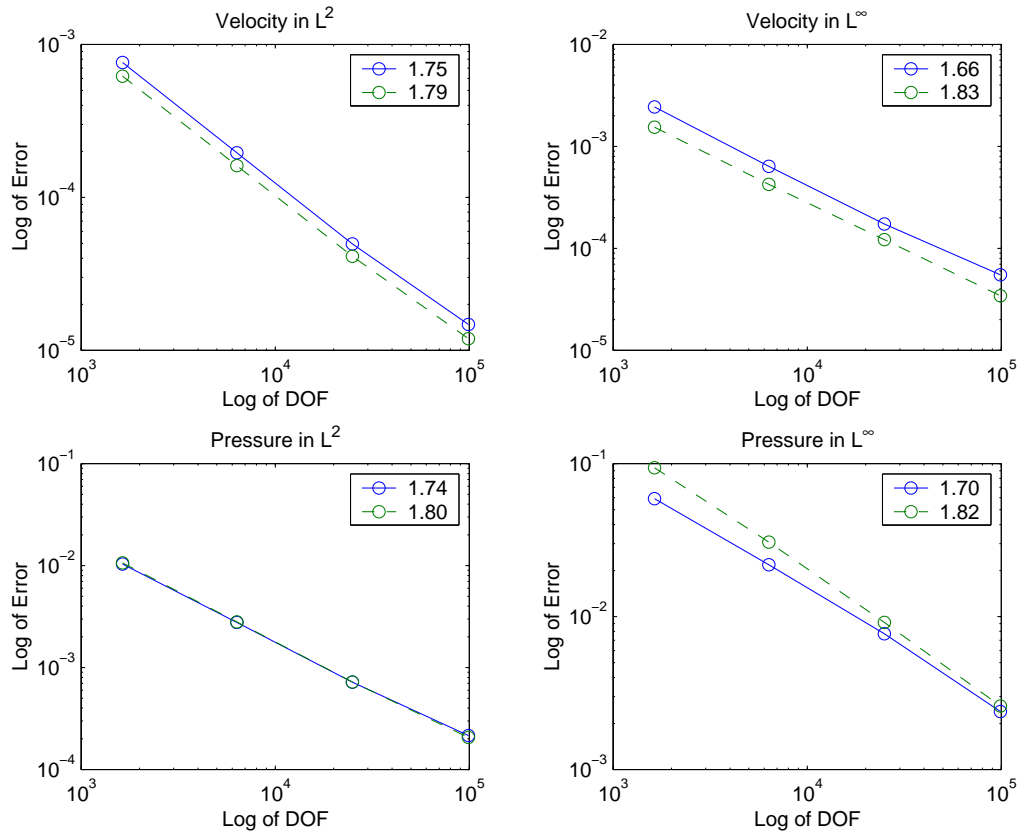 Velocity in L²
10⁻³
10⁻⁴
10⁻⁵
Log of Error
1.75
1.79
10³
10⁴
10⁵
Log of DOF
Velocity in L∞
10⁻²
10⁻³
10⁻⁴
10⁻⁵
Log of Error
1.66
1.83
10³
10⁴
10⁵
Log of DOF
Pressure in L²
10⁻¹
10⁻²
10⁻³
10⁻⁴
Log of Error
1.74
1.80
10³
10⁴
10⁵
Log of DOF
Pressure in L∞
10⁻¹
10⁻²
10⁻³
Log of Error
1.70
1.82
10³
10⁴
10⁵
Log of DOF